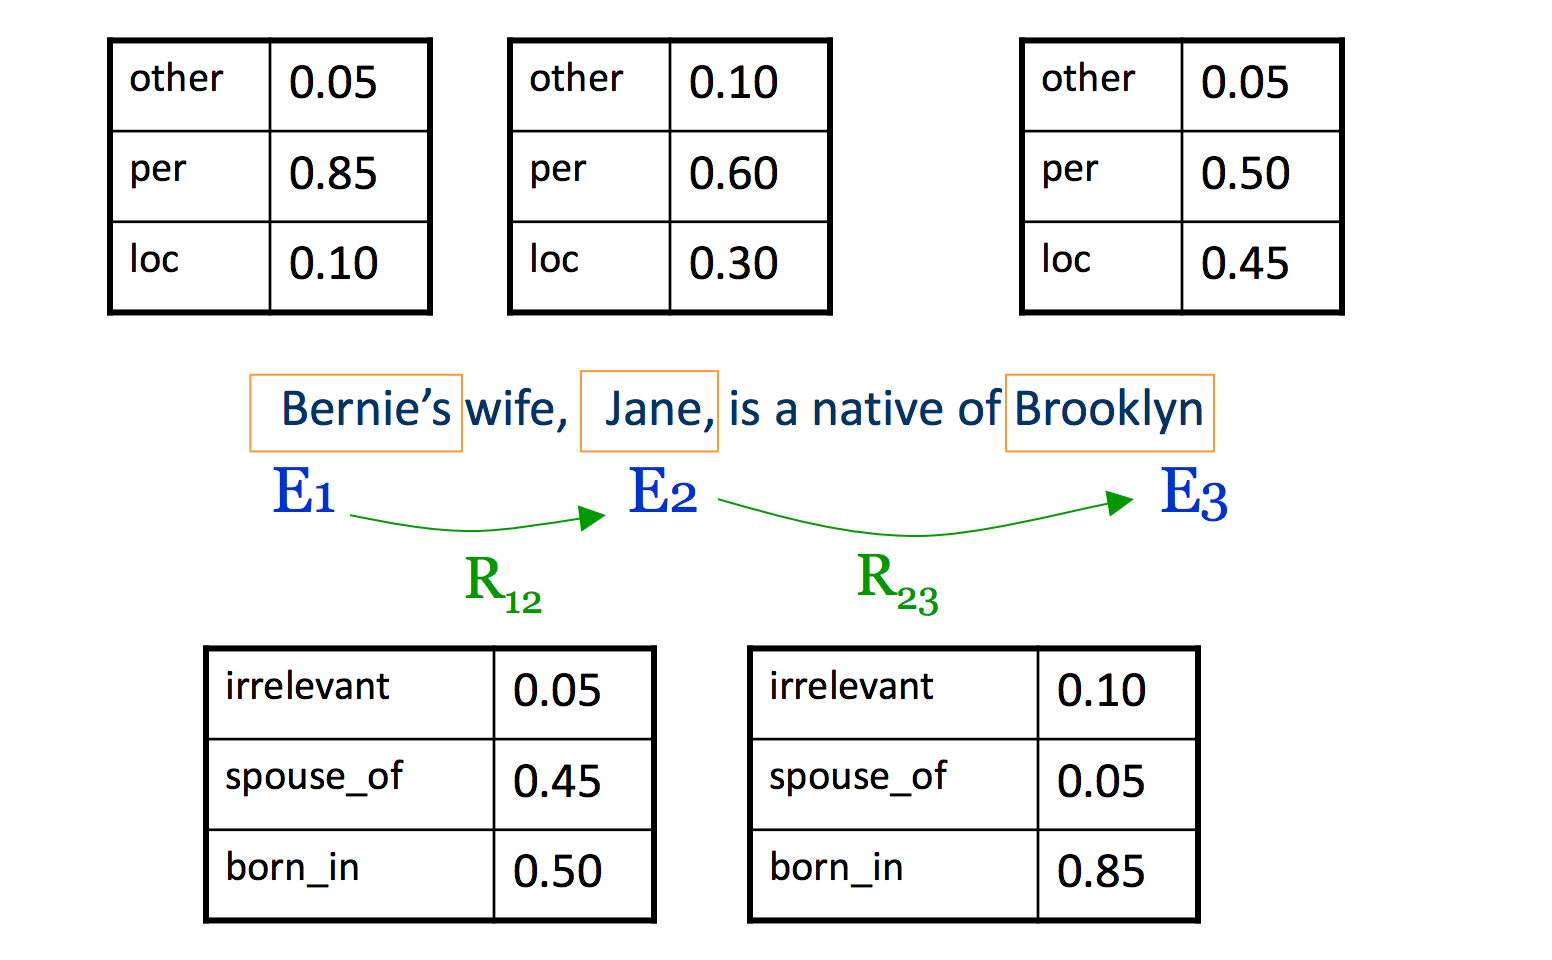 other 0.05
per 0.85
loc 0.10
other 0.10
per 0.60
loc 0.30
other 0.05
per 0.50
loc 0.45
Bernie’s wife, Jane, is a native of Brooklyn
E1 E2 E3
R12 R23
irrelevant 0.05
spouse_of 0.45
born_in 0.50
irrelevant 0.10
spouse_of 0.05
born_in 0.85